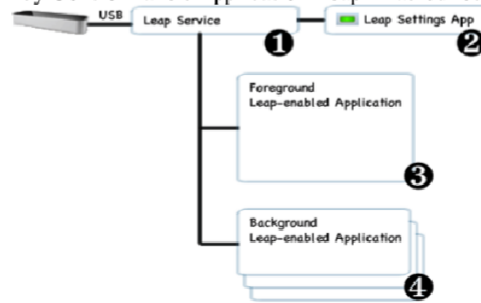 USB
Leap Service
Leap Settings App
1
2
Foreground
Leap-enabled Application
3
Background
Leap-enabled Application
4